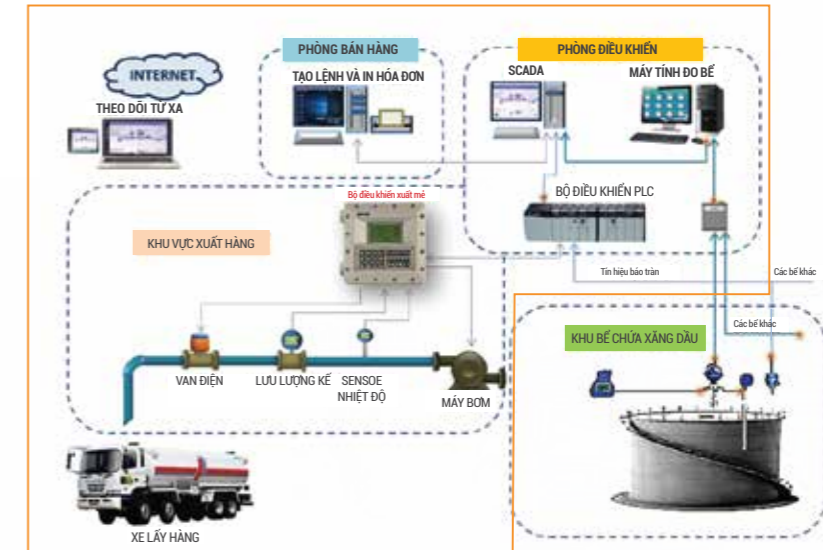 PHÒNG BÁN HÀNG
PHÒNG ĐIỀU KHIỂN
INTERNET
TẠO LỆNH VÀ IN HÓA ĐƠN
SCADA
MÁY TÍNH ĐO BỂ
THEO DÕI TỪ XA
Bộ điều khiển xuất mẻ
BỘ ĐIỀU KHIỂN PLC
KHU VỰC XUẤT HÀNG
Tín hiệu báo tràn
Các bể khác
Các bể khác
KHU BỂ CHỨA XĂNG DẦU
VAN ĐIỆN
LƯU LƯỢNG KẾ
SENSOE
NHIỆT ĐỘ
MÁY BƠM
XE LẤY HÀNG